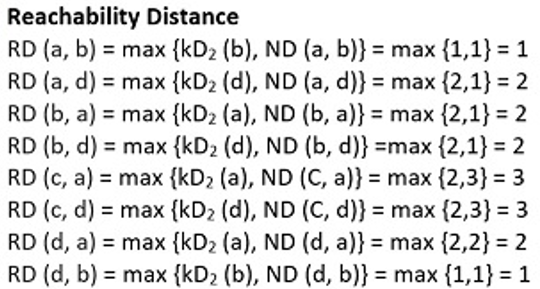 Reachability Distance
RD (a, b) = max {kD₂ (b), ND (a, b)} = max {1,1} = 1
RD (a, d) = max {kD₂ (d), ND (a, d)} = max {2,1} = 2
RD (b, a) = max {kD₂ (a), ND (b, a)} = max {2,1} = 2
RD (b, d) = max {kD₂ (d), ND (b, d)} =max {2,1} = 2
RD (c, a) = max {kD₂ (a), ND (C, a)} = max {2,3} = 3
RD (c, d) = max {kD₂ (d), ND (C, d)} = max {2,3} = 3
RD (d, a) = max {kD₂ (a), ND (d, a)} = max {2,2} = 2
RD (d, b) = max {kD₂ (b), ND (d, b)} = max {1,1} = 1